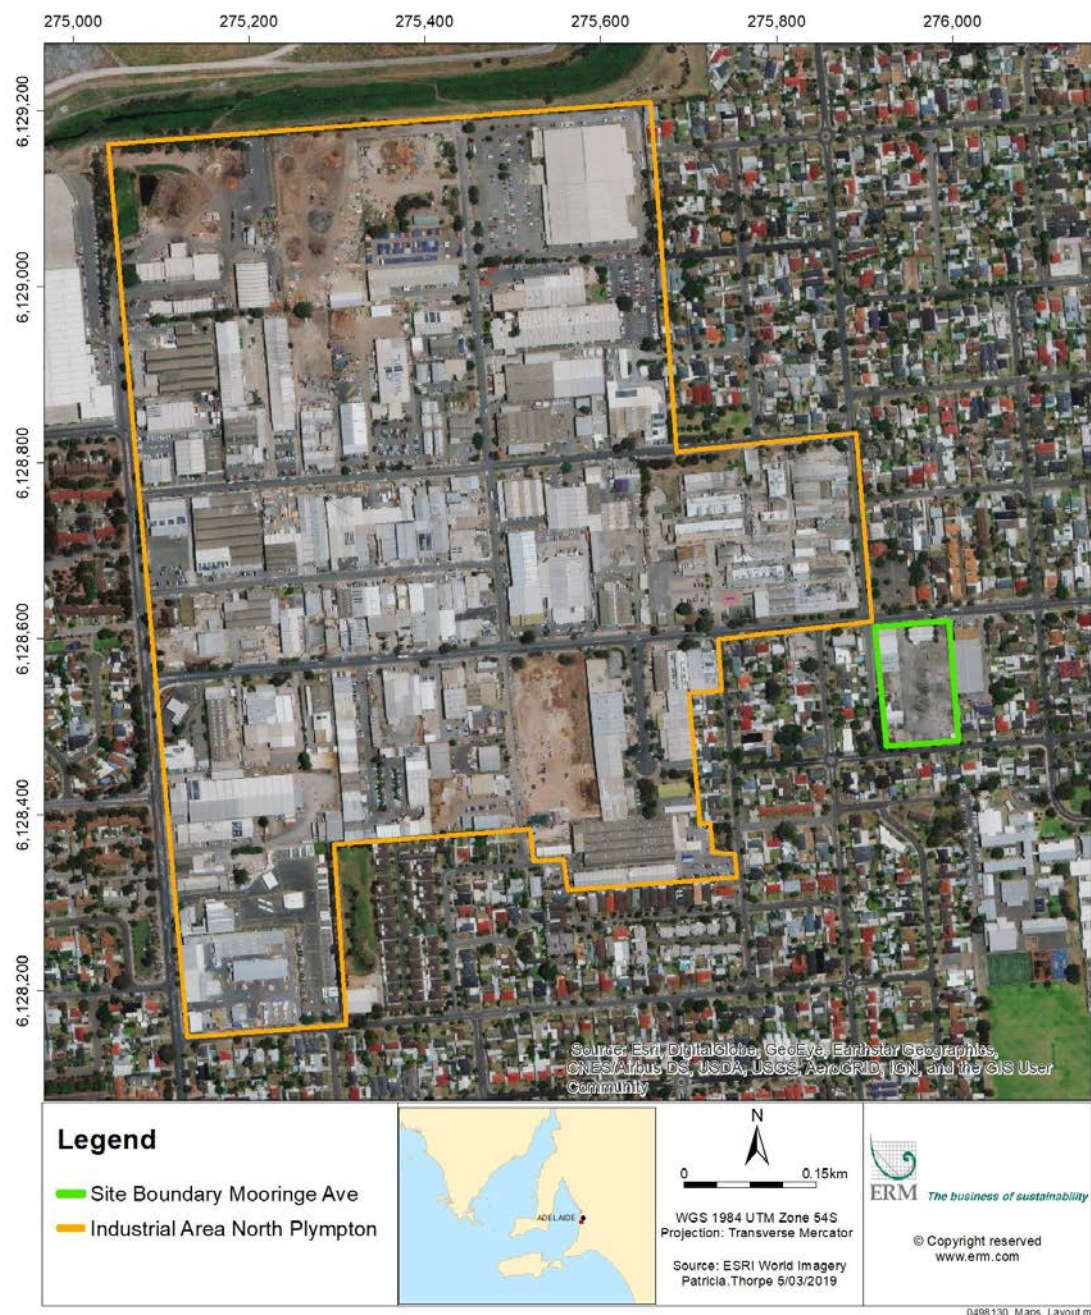 275,000 275,200 275,400 275,600 275,800 276,000
6,129,200
6,129,000
6,128,800
6,128,600
6,128,400
6,128,200
Source: Esri, DigitalGlobe, GeoEye, Earthstar Geographics,
CNES/Airbus DS, USDA, USGS, AeroGRID, IGN, and the GIS User
Community
Legend
Site Boundary Mooringe Ave
Industrial Area North Plympton
ADELAIDE
N
0 0.15km
WGS 1984 UTM Zone 54S
Projection: Transverse Mercator
Source: ESRI World Imagery
Patricia.Thorpe 5/03/2019
ERM The business of sustainability
© Copyright reserved
www.erm.com
0498130_Maps_Layout